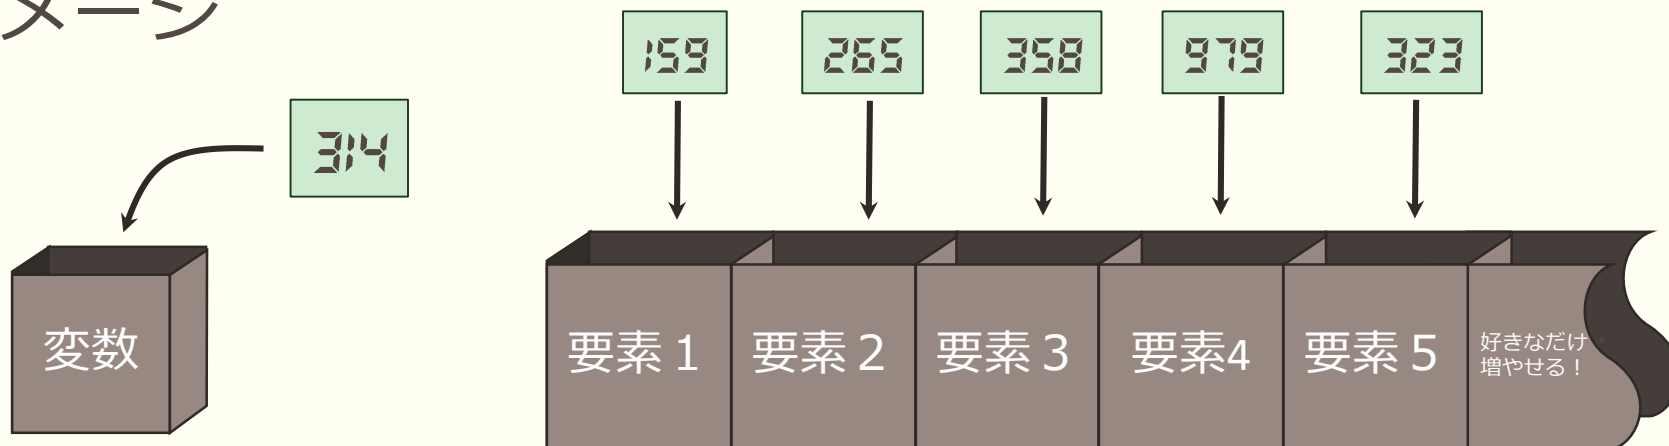 メージ
159 265 358 979 323
314
変数
要素１ 要素２ 要素３ 要素4 要素５
好きなだけ
増やせる！